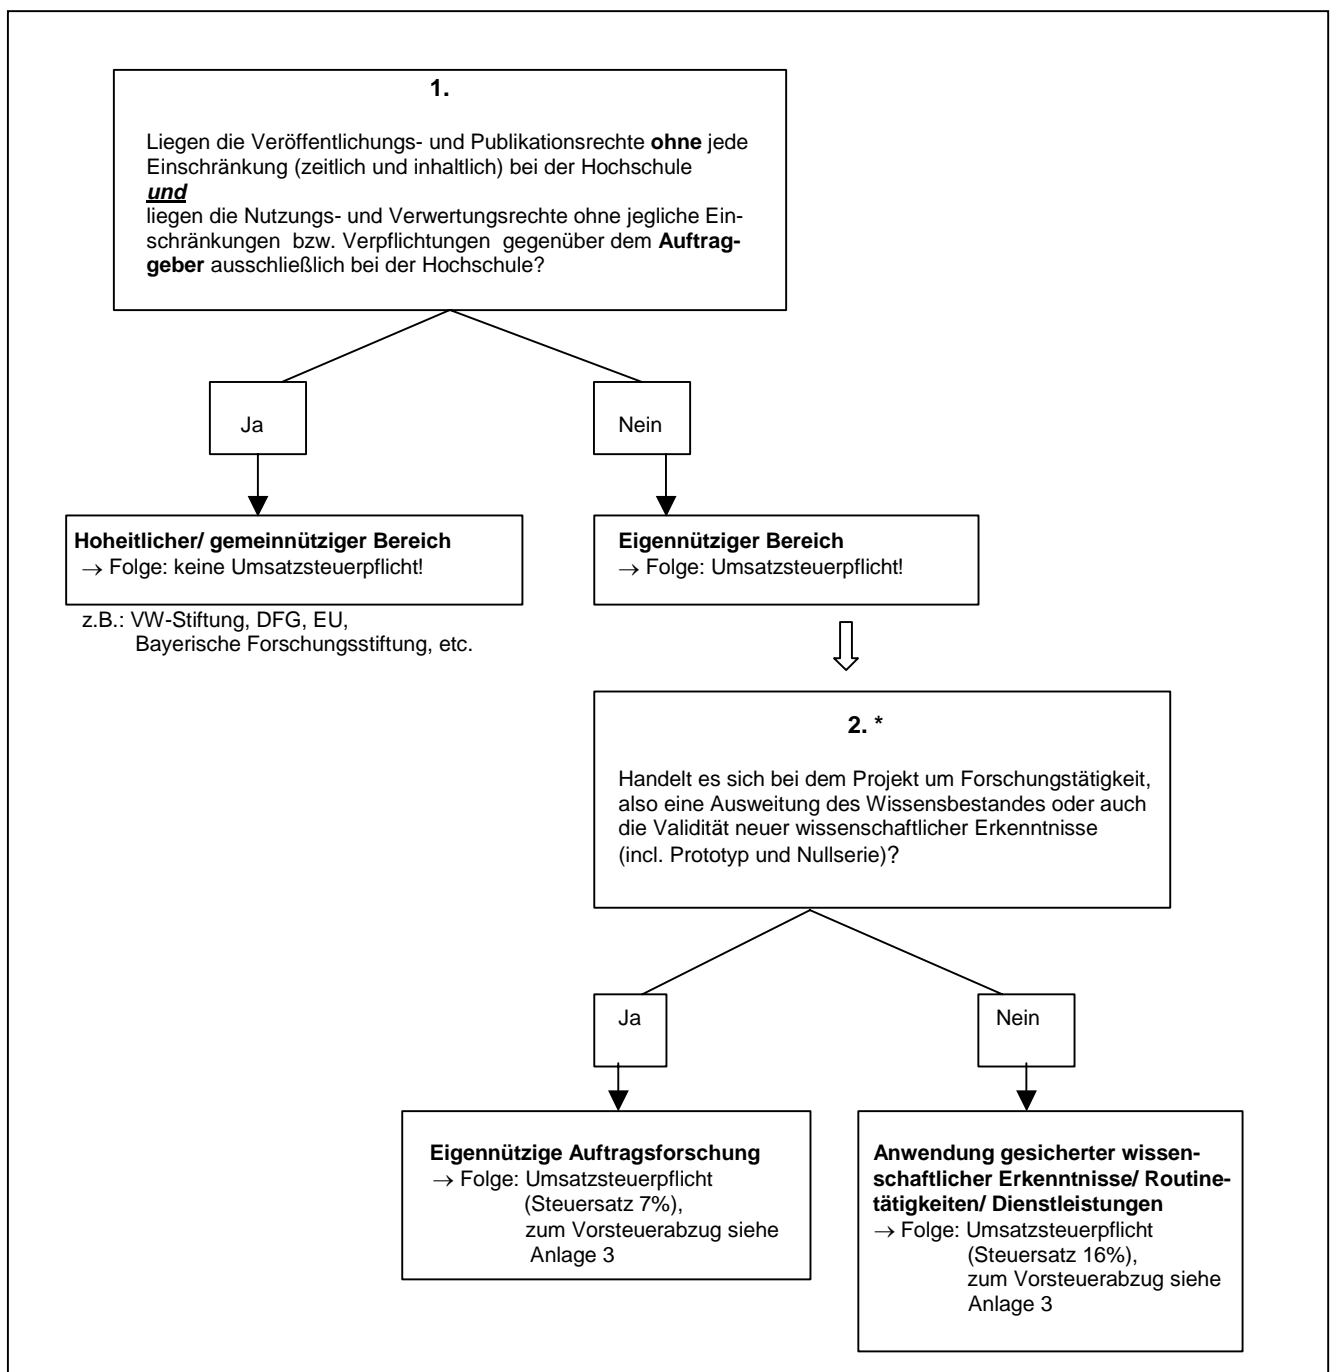 1.
Liegen die Veröffentlichungs- und Publikationsrechte ohne jede
Einschränkung (zeitlich und inhaltlich) bei der Hochschule
und
liegen die Nutzungs- und Verwertungsrechte ohne jegliche Ein-
schränkungen bzw. Verpflichtungen gegenüber dem Auftrag-
ggeber ausschließlich bei der Hochschule?
Ja
Nein
Hoheitlicher/ gemeinnütziger Bereich
→ Folge: keine Umsatzsteuerpflicht!
z.B.: VW-Stiftung, DFG, EU,
Bayerische Forschungsstiftung, etc.
Eigennütziger Bereich
→ Folge: Umsatzsteuerpflicht!
2. *
Handelt es sich bei dem Projekt um Forschungstätigkeit,
also eine Ausweitung des Wissensbestandes oder auch
die Validität neuer wissenschaftlicher Erkenntnisse
(incl. Prototyp und Nullserie)?
Ja
Nein
Eigennützige Auftragsforschung
→ Folge: Umsatzsteuerpflicht
(Steuersatz 7%),
zum Vorsteuerabzug siehe
Anlage 3
Anwendung gesicherter wissen-
schaftlicher Erkenntnisse/ Routine-
tätigkeiten/ Dienstleistungen
→ Folge: Umsatzsteuerpflicht
(Steuersatz 16%),
zum Vorsteuerabzug siehe
Anlage 3